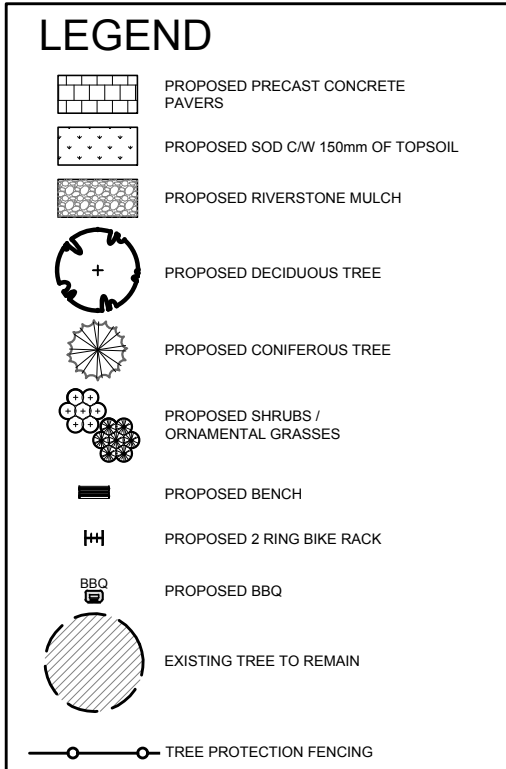 LEGEND
PROPOSED PRECAST CONCRETE
PAVERS
PROPOSED SOD C/W 150mm OF TOPSOIL
PROPOSED RIVERSTONE MULCH
PROPOSED DECIDUOUS TREE
PROPOSED CONIFEROUS TREE
PROPOSED SHRUBS /
ORNAMENTAL GRASSES
PROPOSED BENCH
PROPOSED 2 RING BIKE RACK
BBQ
PROPOSED BBQ
EXISTING TREE TO REMAIN
TREE PROTECTION FENCING